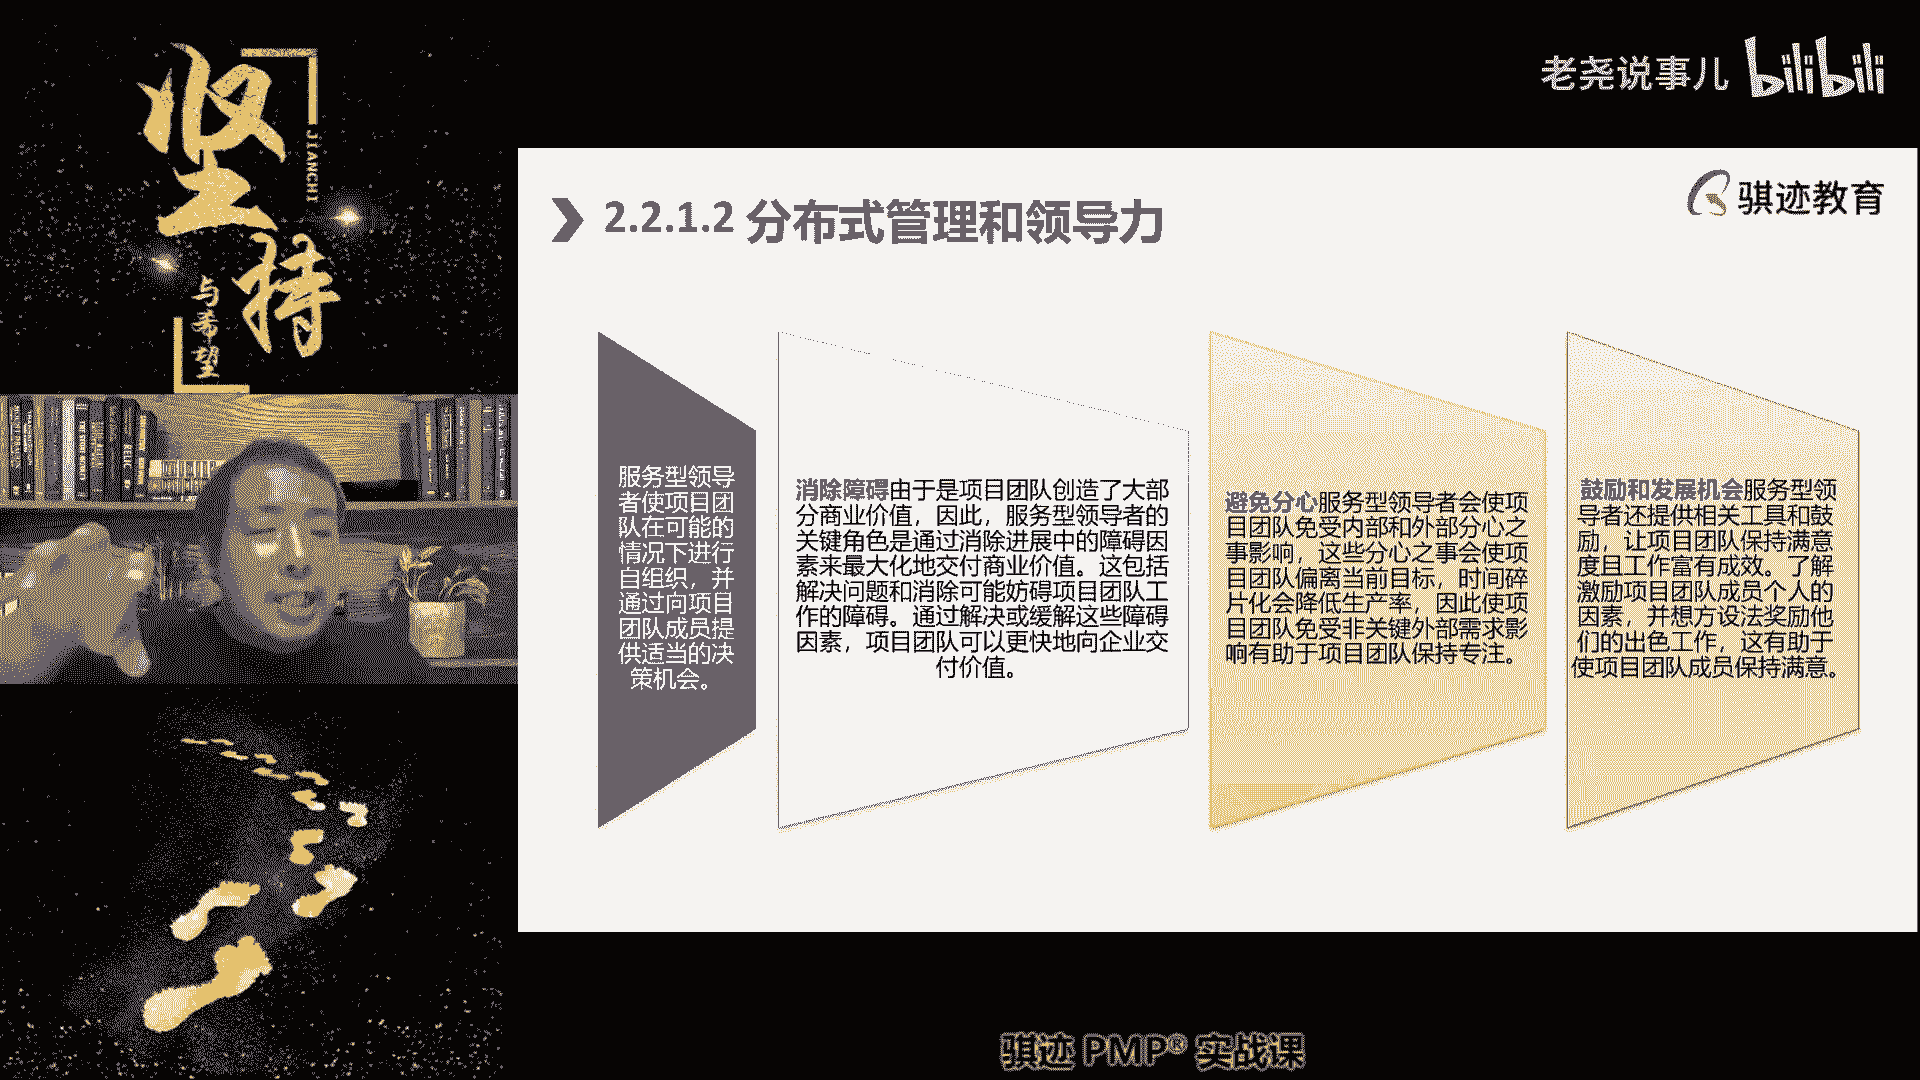 坚持
JIANCHI
与希望
老尧说事儿 bilibili
骐迹教育
2.2.1.2 分布式管理和领导力
服务型领导
者使项目团
队在可能的
情况下进行
自组织，并
通过向项目
团队成员提
供适当的决
策机会。
消除障碍由于是项目团队创造了大部
分商业价值，因此，服务型领导者的
关键角色是通过消除进展中的障碍因
素来最大化地交付商业价值。这包括
解决问题和消除可能妨碍项目团队工
作的障碍。通过解决或缓解这些障碍
因素，项目团队可以更快地向企业交
付价值。
避免分心服务型领导者会使项
目团队免受内部和外部分心之
事影响，这些分心之事会使项
目团队偏离当前目标，时间碎
片化会降低生产率，因此使项
目团队免受非关键外部需求影
响有助于项目团队保持专注。
鼓励和发展机会服务型领
导者还提供相关工具和鼓
励，让项目团队保持满意
度且工作富有成效。了解
激励项目团队成员个人的
因素，并想方设法奖励他
们的出色工作，这有助于
使项目团队成员保持满意。
骐迹 PMP® 实战课